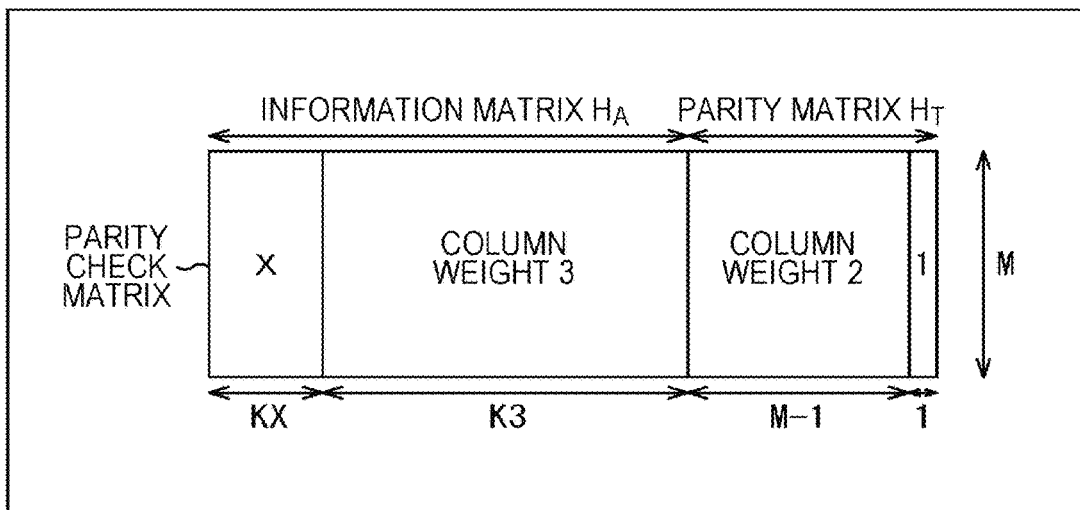 INFORMATION MATRIX HA PARITY MATRIX HT
PARITY
CHECK
MATRIX
X
COLUMN
WEIGHT 3
COLUMN
WEIGHT 2
1
M
KX K3 M-1 1